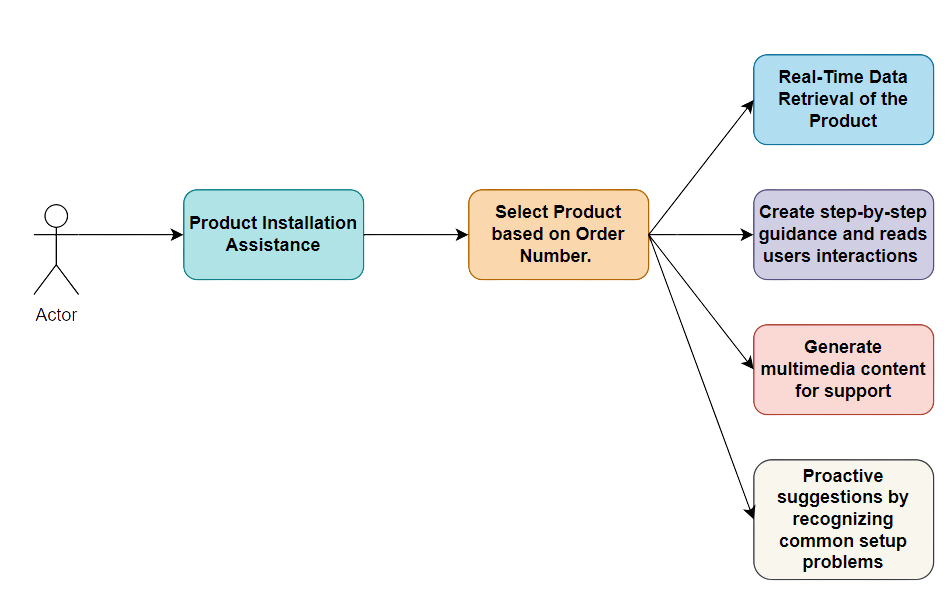 Actor
Product Installation
Assistance
Select Product
based on Order
Number.
Real-Time Data
Retrieval of the
Product
Create step-by-step
guidance and reads
users interactions
Generate
multimedia content
for support
Proactive
suggestions by
recognizing
common setup
problems